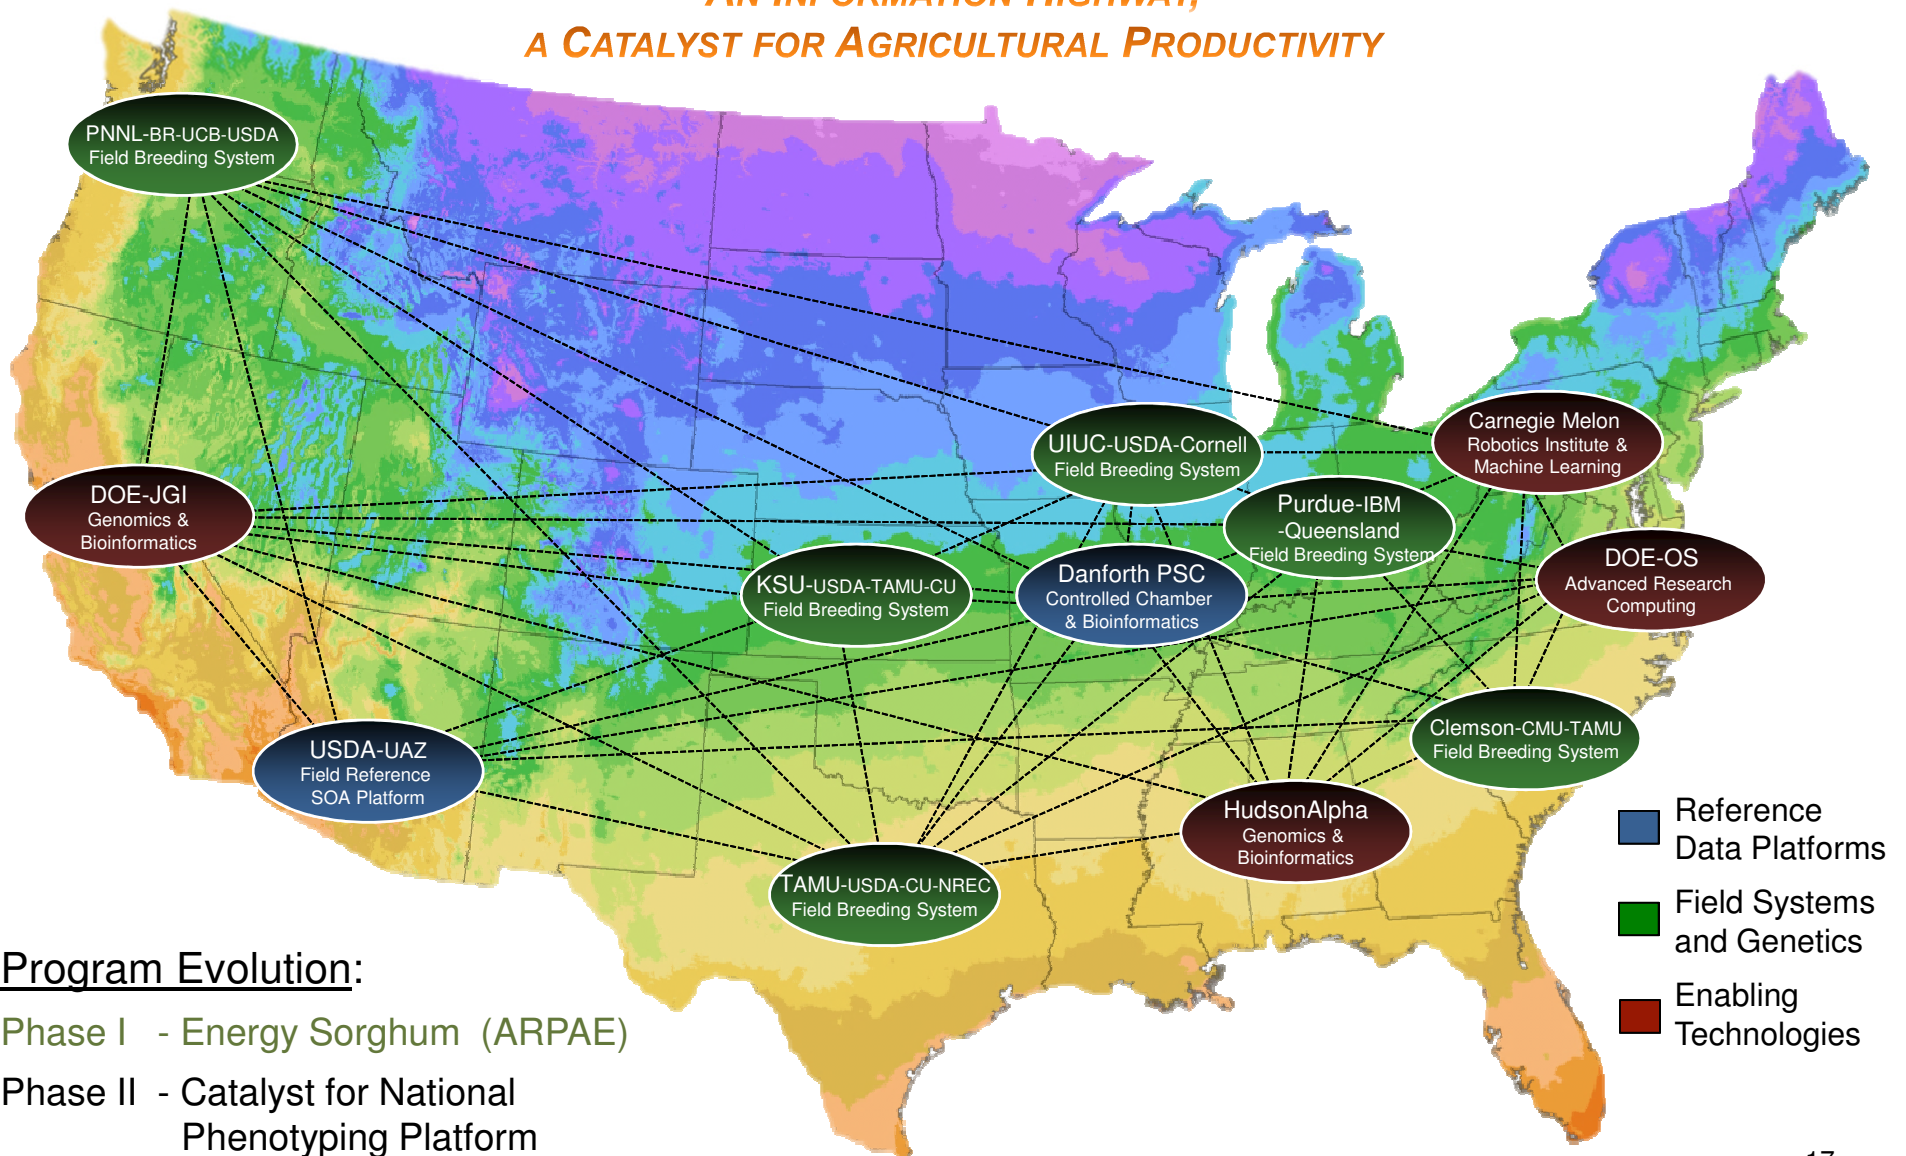 AN INFORMATION HIGHWAY,
A CATALYST FOR AGRICULTURAL PRODUCTIVITY
PNNL-BR-UCB-USDA
Field Breeding System
UIUC-USDA-Cornell
Field Breeding System
Carnegie Melon
Robotics Institute &
Machine Learning
DOE-JGI
Genomics &
Bioinformatics
Purdue-IBM
-Queensland
Field Breeding System
KSU-USDA-TAMU-CU
Field Breeding System
Danforth PSC
Controlled Chamber
& Bioinformatics
DOE-OS
Advanced Research
Computing
USDA-UAZ
Field Reference
SOA Platform
Clemson-CMU-TAMU
Field Breeding System
HudsonAlpha
Genomics &
Bioinformatics
TAMU-USDA-CU-NREC
Field Breeding System
Reference
Data Platforms
Field Systems
and Genetics
Enabling
Technologies
Program Evolution:
Phase I - Energy Sorghum (ARPAE)
Phase II - Catalyst for National
Phenotyping Platform
17